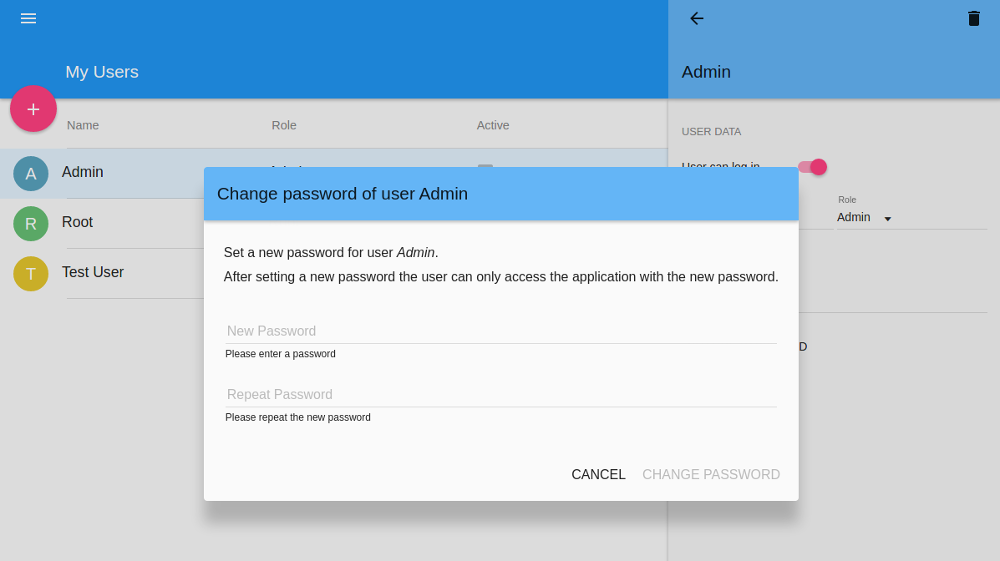 My Users
Admin
Name Role Active
USER DATA
A Admin
User can log in
R Root
Role
Admin
T Test User
Change password of user Admin
Set a new password for user Admin.
After setting a new password the user can only access the application with the new password.
New Password
Please enter a password
Repeat Password
Please repeat the new password
CANCEL CHANGE PASSWORD